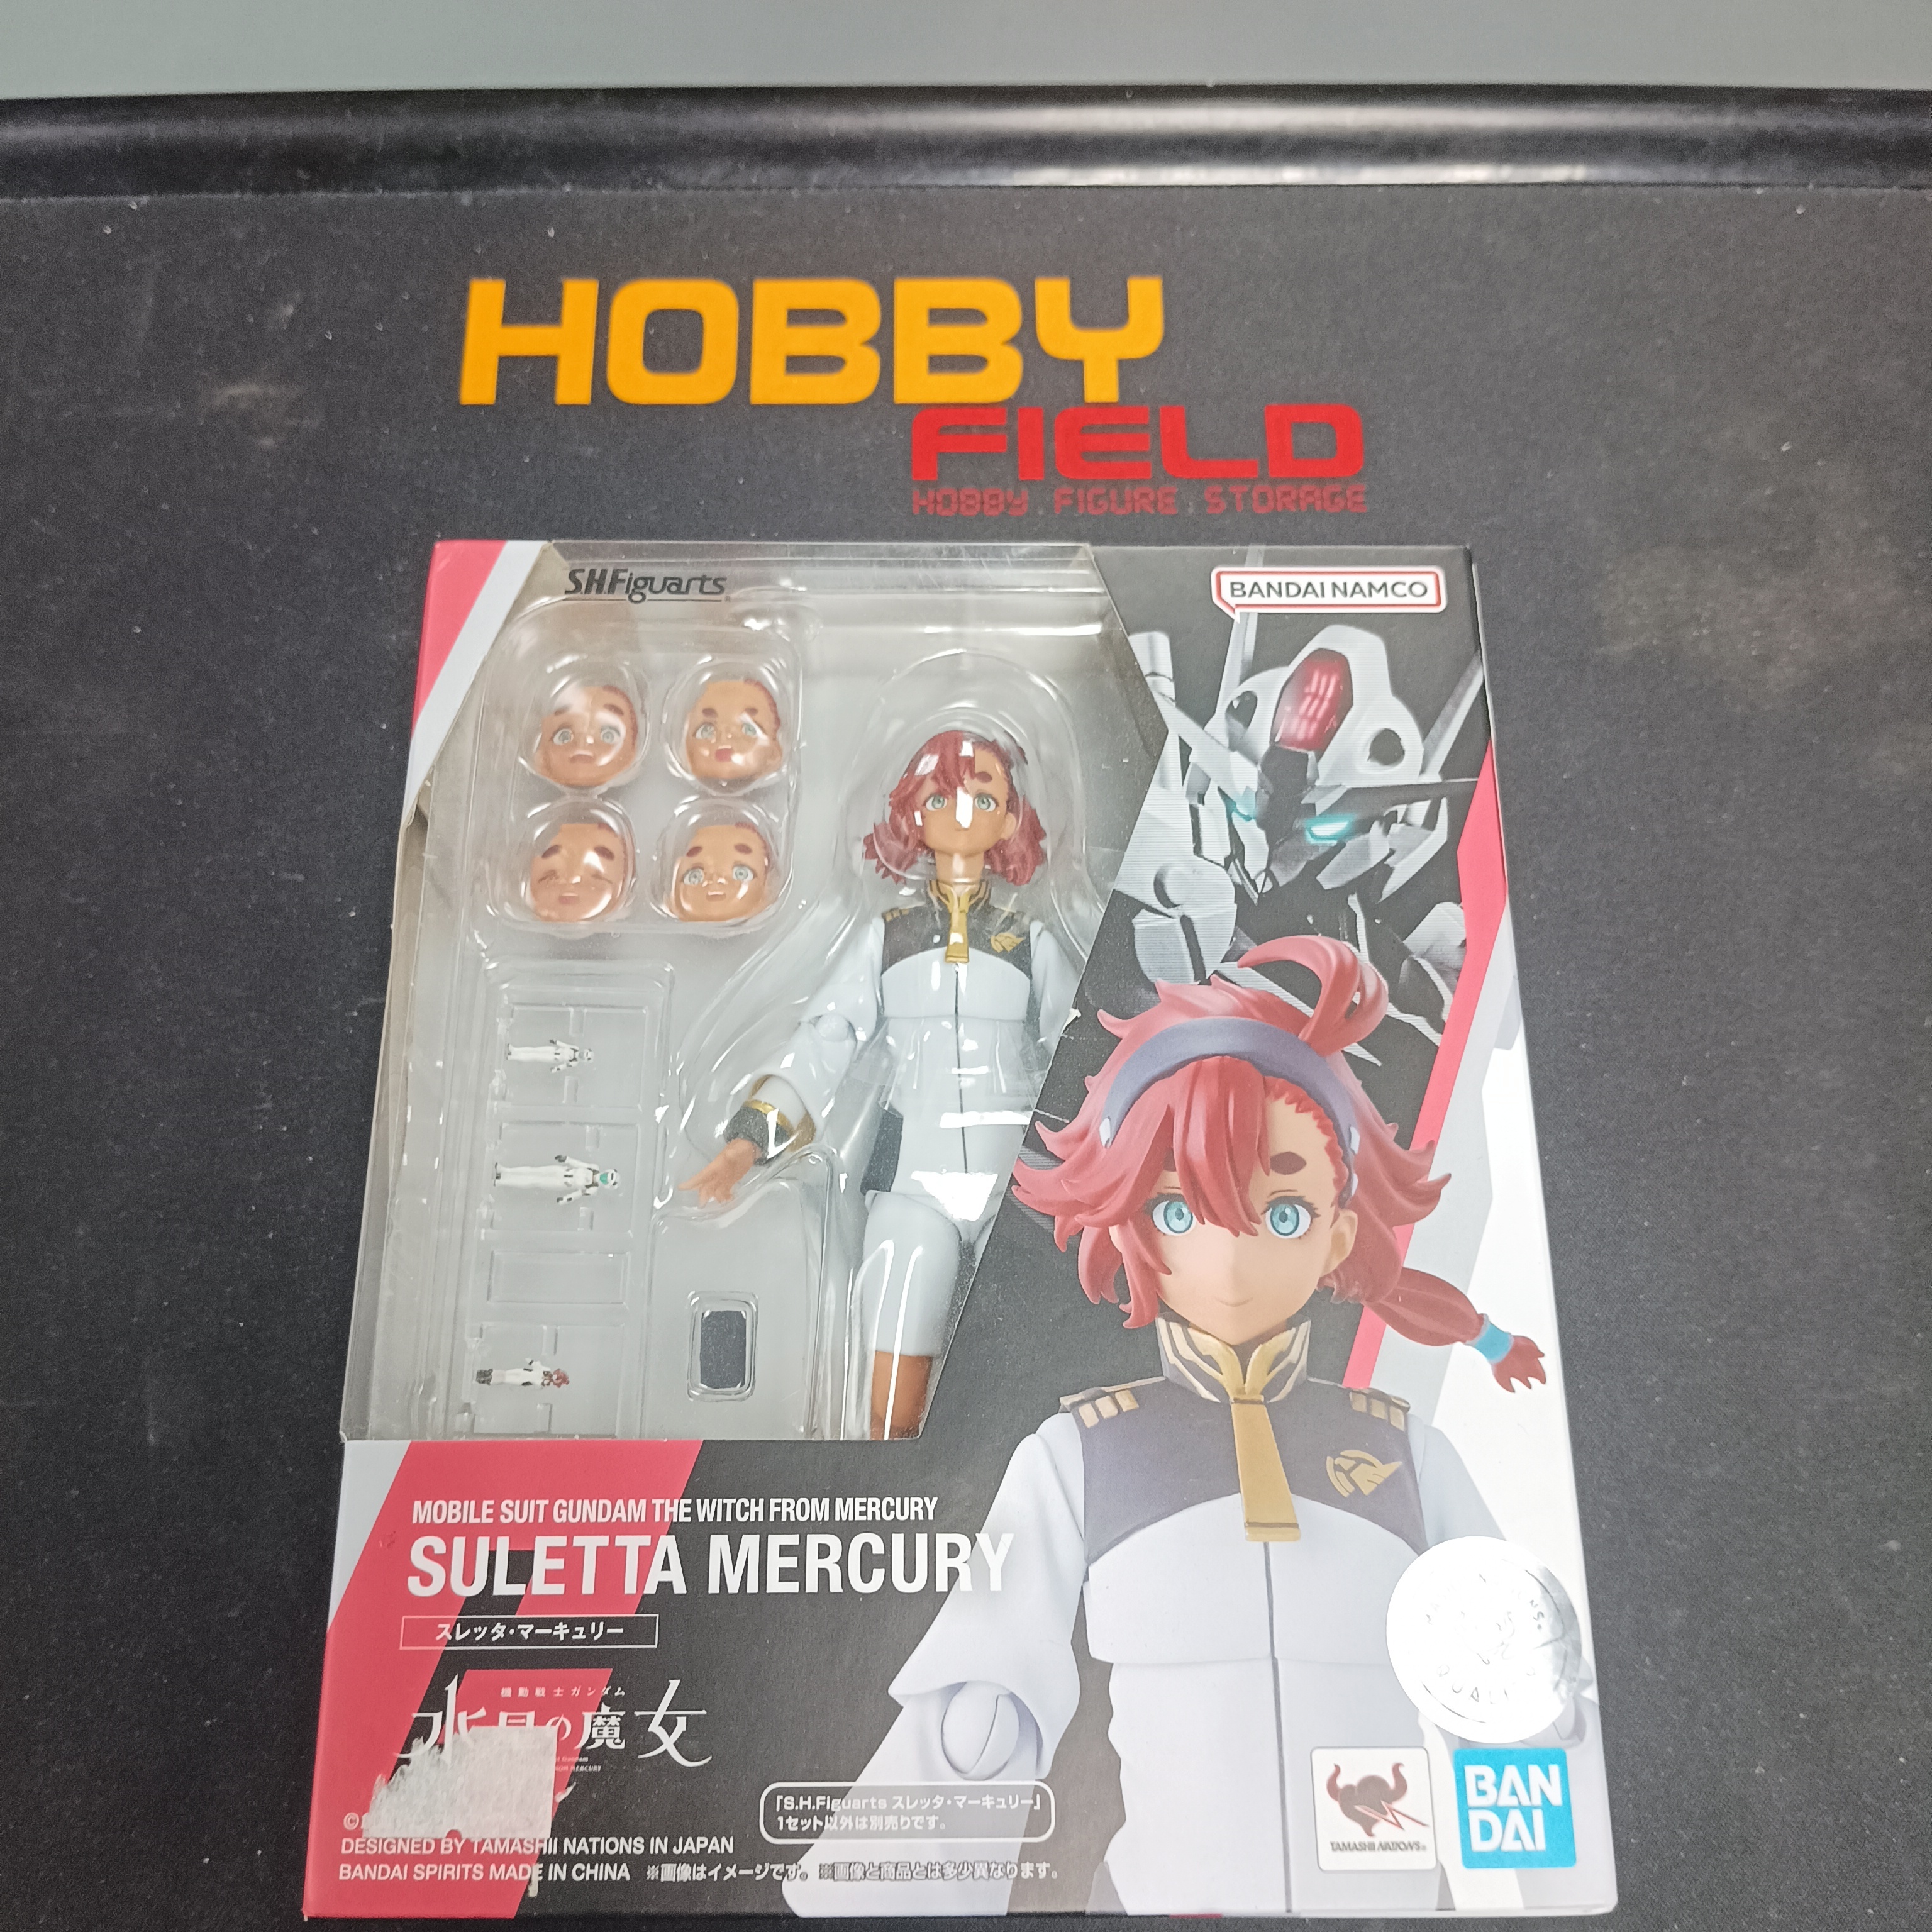 HOBBY
FIELD
HOBBY . FIGURE . STORAGE
S.H.Figuarts
BANDAI NAMCO
MOBILE SUIT GUNDAM THE WITCH FROM MERCURY
SULETTA MERCURY
スレッタ・マーキュリー
機動戦士ガンダム
水星の魔女
「S.H.Figuarts スレッタ・マーキュリー」
1セット以外は別売りです。
©
DESIGNED BY TAMASHII NATIONS IN JAPAN
BANDAI SPIRITS MADE IN CHINA ※画像はイメージです。 ※画像と商品とは多少異なります。
TAMASHII NATIONS
BAN
DAI